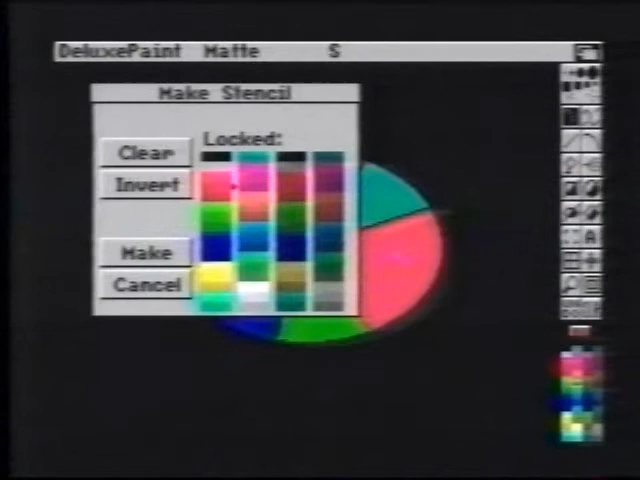 DeluxePaint Matte S
Make Stencil
Locked:
Clear
Invert
Make
Cancel
A